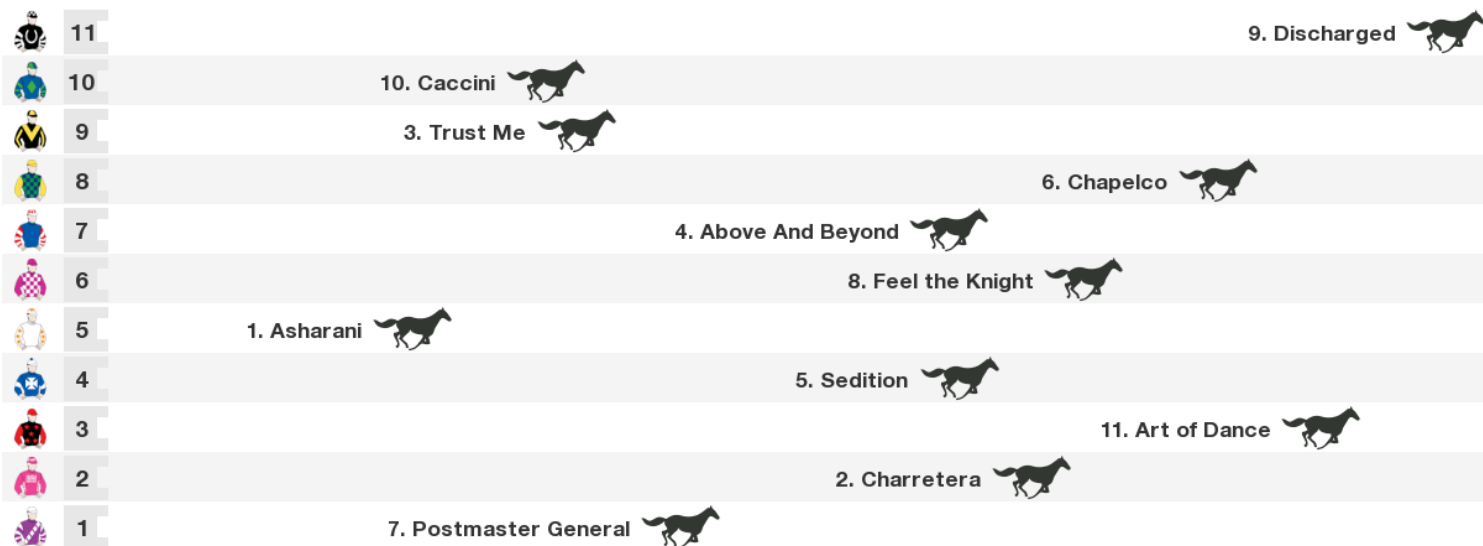 11 9. Discharged
10 10. Caccini
9 3. Trust Me
8 6. Chapelco
7 4. Above And Beyond
6 8. Feel the Knight
5 1. Asharani
4 5. Sedition
3 11. Art of Dance
2 2. Charretera
1 7. Postmaster General